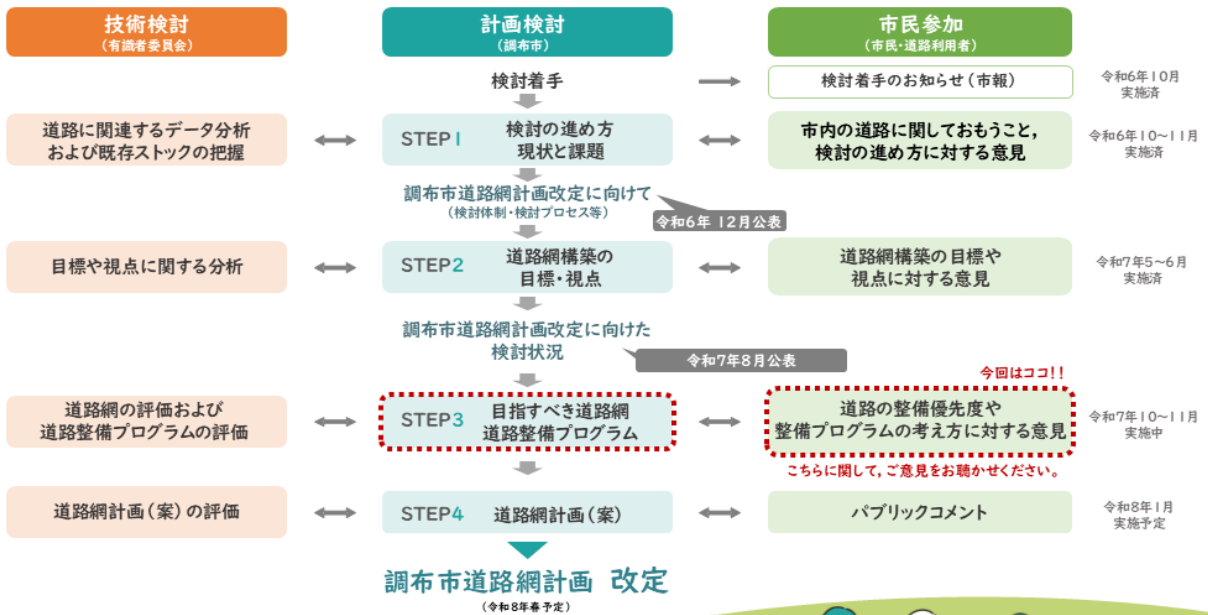 技術検討
(有識者委員会)
計画検討
(調布市)
市民参加
(市民・道路利用者)
検討着手
検討着手のお知らせ(市報)
令和6年10月
実施済
道路に関連するデータ分析
および既存ストックの把握
STEP1
検討の進め方
現状と課題
市内の道路に関しておもうこと,
検討の進め方に対する意見
令和6年10~11月
実施済
調布市道路網計画改定に向けて
(検討体制・検討プロセス等)
令和6年 12月公表
目標や視点に関する分析
STEP2
道路網構築の
目標・視点
道路網構築の目標や
視点に対する意見
令和7年5~6月
実施済
調布市道路網計画改定に向けた
検討状況
令和7年8月公表
今回はココ!!
道路網の評価および
道路整備プログラムの評価
STEP3
目指すべき道路網
道路整備プログラム
道路の整備優先度や
整備プログラムの考え方に対する意見
令和7年10~11月
実施中
こちらに関して,ご意見をお聴かせください。
道路網計画(案)の評価
STEP4
道路網計画(案)
パブリックコメント
令和8年1月
実施予定
調布市道路網計画 改定
(令和8年春予定)